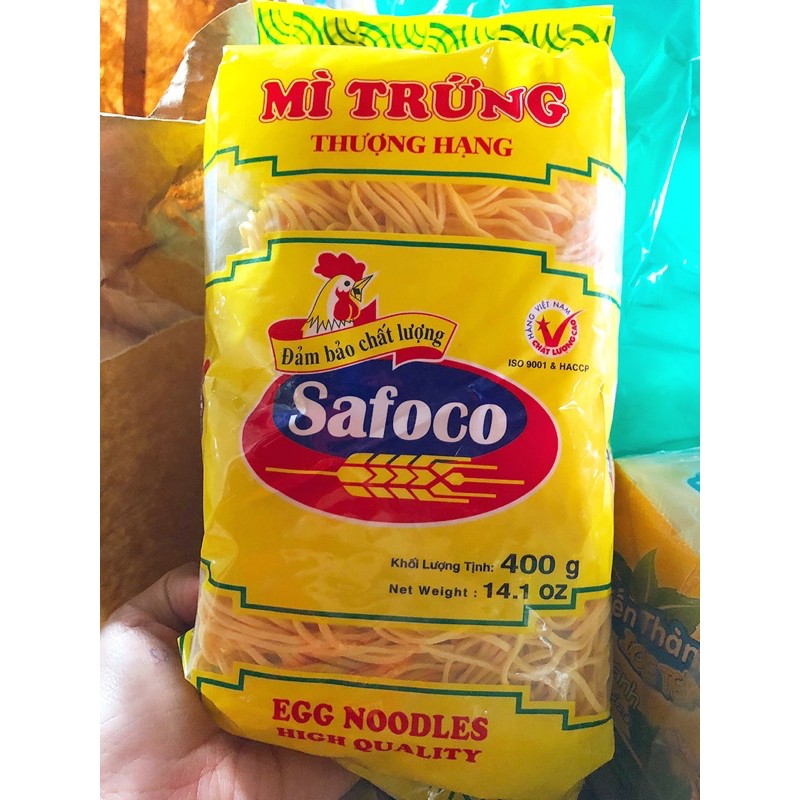 MÌ TRỨNG
THƯỢNG HẠNG
Đảm bảo chất lượng
HÀNG VIỆT NAM
CHẤT LƯỢNG CAO
ISO 9001 & HACCP
Safoco
Khối Lượng Tịnh: 400 g
Net Weight : 14.1 OZ
EGG NOODLES
HIGH QUALITY